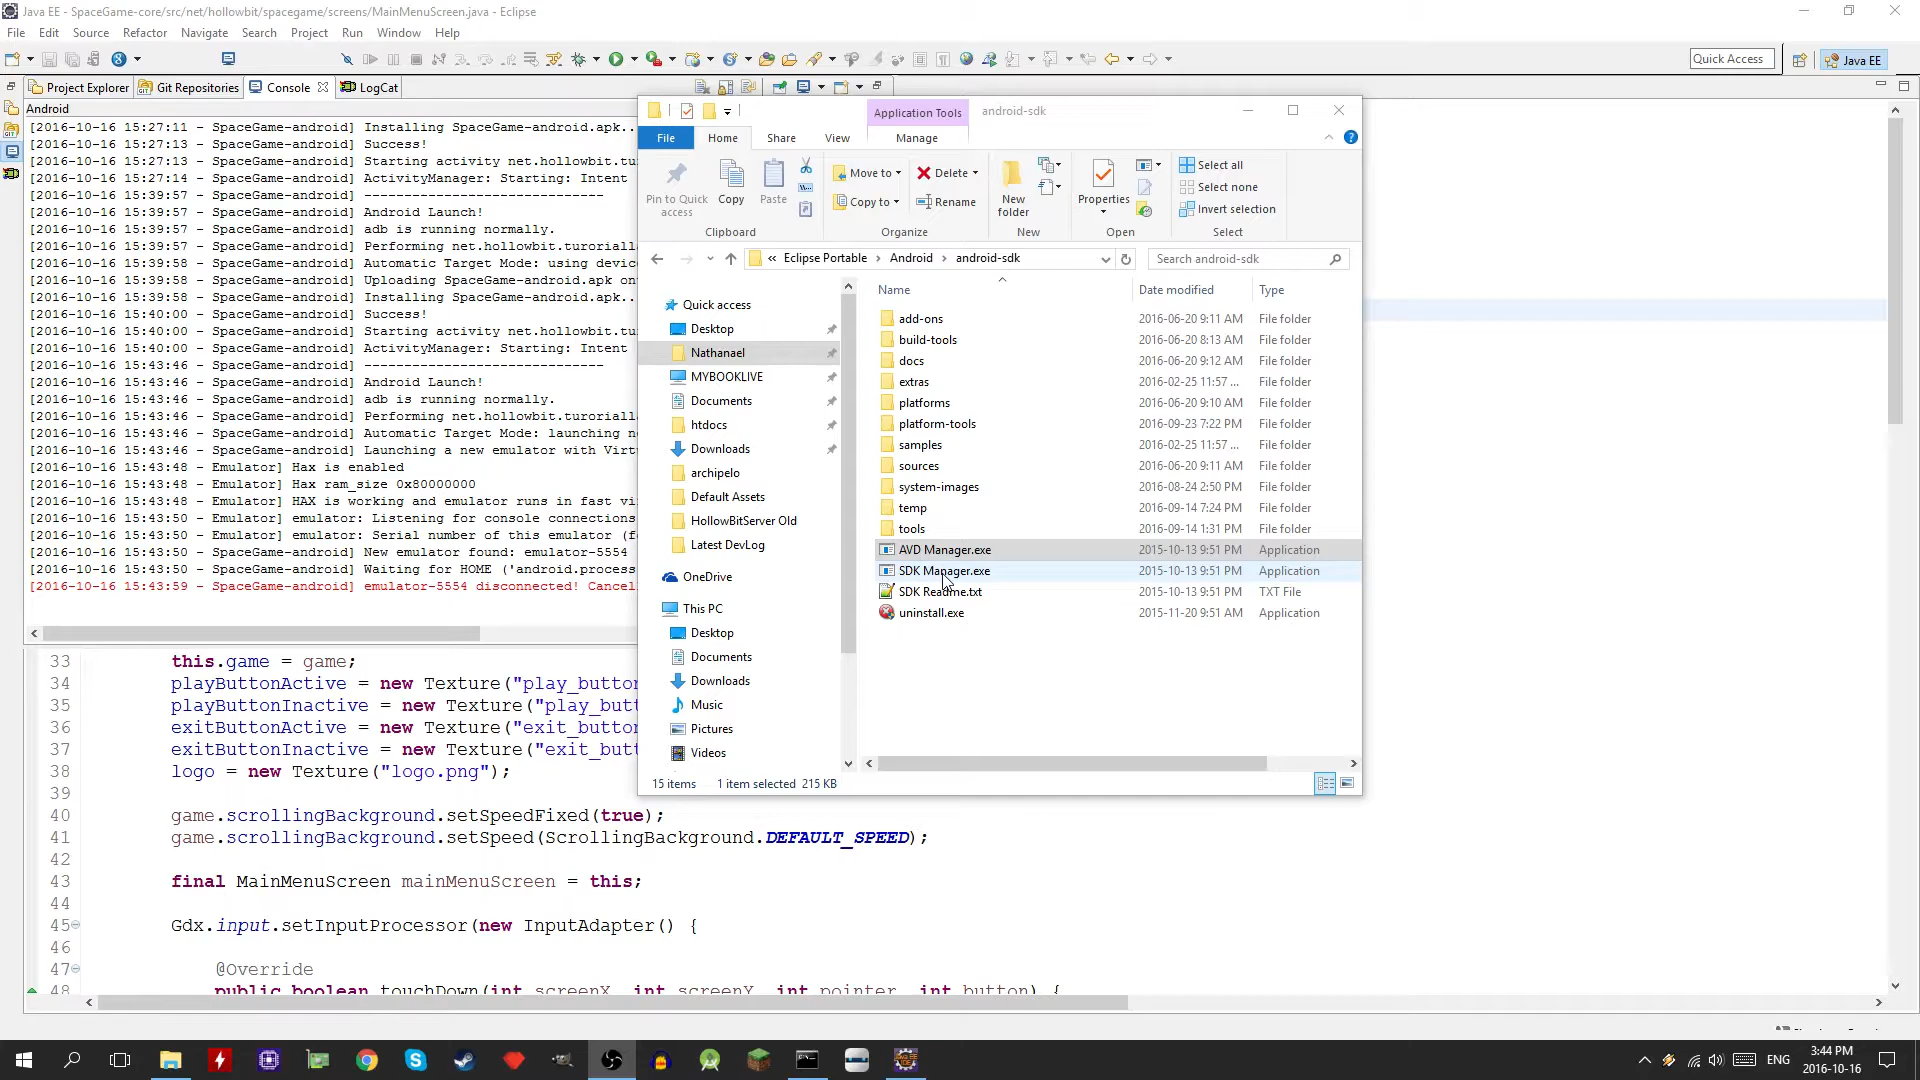 Java EE - SpaceGame-core/src/net/hollowbit/spacegame/screens/MainMenuScreen.java - Eclipse
File Edit Source Refactor Navigate Search Project Run Window Help
Quick Access
Java EE
Project Explorer Git Repositories Console LogCat
Android
[2016-10-16 15:27:11 - SpaceGame-android] Installing SpaceGame-android.apk..
[2016-10-16 15:27:13 - SpaceGame-android] Success!
[2016-10-16 15:27:13 - SpaceGame-android] Starting activity net.hollowbit.tu
[2016-10-16 15:27:14 - SpaceGame-android] ActivityManager: Starting: Intent
[2016-10-16 15:39:57 - SpaceGame-android] ------------------------------
[2016-10-16 15:39:57 - SpaceGame-android] Android Launch!
[2016-10-16 15:39:57 - SpaceGame-android] adb is running normally.
[2016-10-16 15:39:57 - SpaceGame-android] Performing net.hollowbit.turoriall
[2016-10-16 15:39:58 - SpaceGame-android] Automatic Target Mode: using devic
[2016-10-16 15:39:58 - SpaceGame-android] Uploading SpaceGame-android.apk on
[2016-10-16 15:39:58 - SpaceGame-android] Installing SpaceGame-android.apk..
[2016-10-16 15:40:00 - SpaceGame-android] Success!
[2016-10-16 15:40:00 - SpaceGame-android] Starting activity net.hollowbit.tu
[2016-10-16 15:40:00 - SpaceGame-android] ActivityManager: Starting: Intent
[2016-10-16 15:43:46 - SpaceGame-android] ------------------------------
[2016-10-16 15:43:46 - SpaceGame-android] Android Launch!
[2016-10-16 15:43:46 - SpaceGame-android] adb is running normally.
[2016-10-16 15:43:46 - SpaceGame-android] Performing net.hollowbit.turoriall
[2016-10-16 15:43:46 - SpaceGame-android] Automatic Target Mode: launching n
[2016-10-16 15:43:46 - SpaceGame-android] Launching a new emulator with Virt
[2016-10-16 15:43:48 - Emulator] Hax is enabled
[2016-10-16 15:43:48 - Emulator] Hax ram_size 0x80000000
[2016-10-16 15:43:48 - Emulator] HAX is working and emulator runs in fast vi
[2016-10-16 15:43:50 - Emulator] emulator: Listening for console connections
[2016-10-16 15:43:50 - Emulator] emulator: Serial number of this emulator (f
[2016-10-16 15:43:50 - SpaceGame-android] New emulator found: emulator-5554
[2016-10-16 15:43:50 - SpaceGame-android] Waiting for HOME ('android.process
[2016-10-16 15:43:59 - SpaceGame-android] emulator-5554 disconnected! Cancel
33 this.game = game;
34 playButtonActive = new Texture("play_button
35 playButtonInactive = new Texture("play_butt
36 exitButtonActive = new Texture("exit_button
37 exitButtonInactive = new Texture("exit_butt
38 logo = new Texture("logo.png");
39
40 game.scrollingBackground.setSpeedFixed(true);
41 game.scrollingBackground.setSpeed(ScrollingBackground.DEFAULT_SPEED);
42
43 final MainMenuScreen mainMenuScreen = this;
44
45 Gdx.input.setInputProcessor(new InputAdapter() {
46
47 @Override
48 public boolean touchDown(int screenX, int screenY, int pointer, int button) {
Application Tools android-sdk
File Home Share View Manage
Pin to Quick access
Copy
Paste
Clipboard
Move to
Copy to
Delete
Rename
Organize
New folder
New
Properties
Open
Select all
Select none
Invert selection
Select
« Eclipse Portable › Android › android-sdk
Search android-sdk
Quick access
Desktop
Nathanael
MYBOOKLIVE
Documents
htdocs
Downloads
archipelo
Default Assets
HollowBitServer Old
Latest DevLog
OneDrive
This PC
Desktop
Documents
Downloads
Music
Pictures
Videos
Name Date modified Type
add-ons 2016-06-20 9:11 AM File folder
build-tools 2016-06-20 8:13 AM File folder
docs 2016-06-20 9:12 AM File folder
extras 2016-02-25 11:57 ... File folder
platforms 2016-06-20 9:10 AM File folder
platform-tools 2016-09-23 7:22 PM File folder
samples 2016-02-25 11:57 ... File folder
sources 2016-06-20 9:11 AM File folder
system-images 2016-08-24 2:50 PM File folder
temp 2016-09-14 7:24 PM File folder
tools 2016-09-14 1:31 PM File folder
AVD Manager.exe 2015-10-13 9:51 PM Application
SDK Manager.exe 2015-10-13 9:51 PM Application
SDK Readme.txt 2015-10-13 9:51 PM TXT File
uninstall.exe 2015-11-20 9:51 AM Application
15 items 1 item selected 215 KB
ENG
3:44 PM
2016-10-16